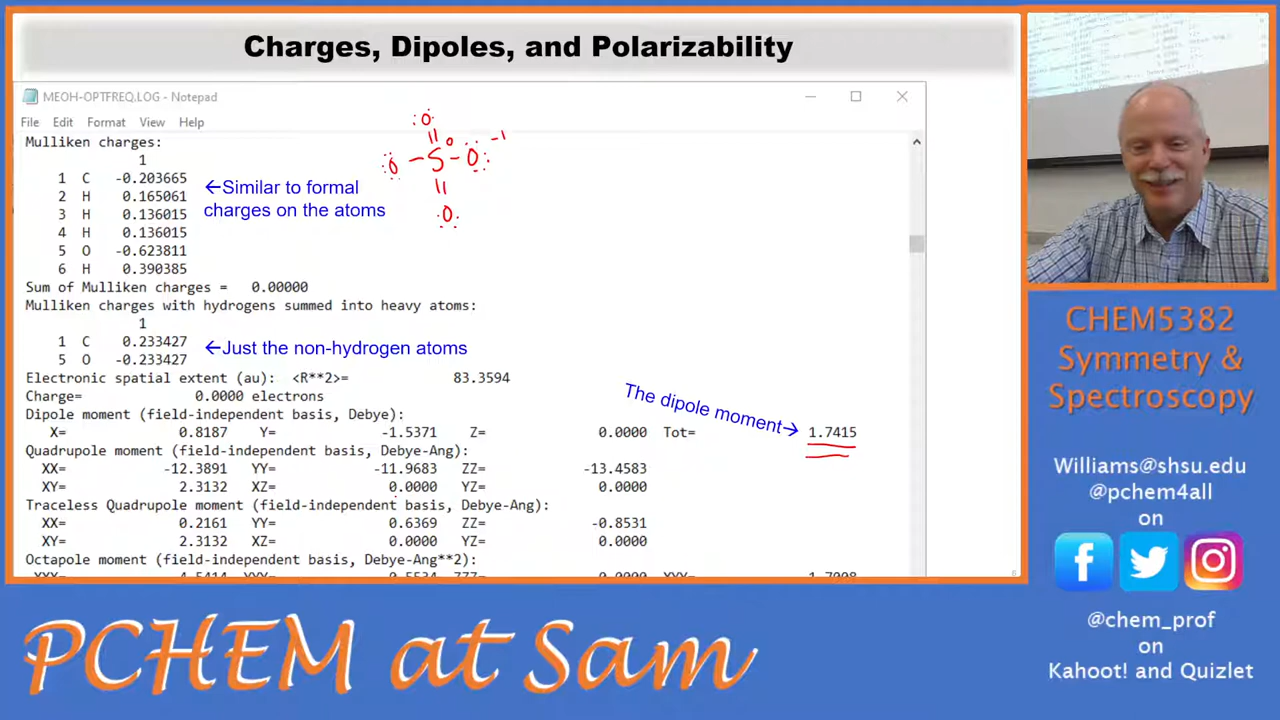 Charges, Dipoles, and Polarizability
MEOH-OPTFREQ.LOG - Notepad
File Edit Format View Help
Mulliken charges:
1
1 C -0.203665
2 H 0.165061
3 H 0.136015
4 H 0.136015
5 O -0.623811
6 H 0.390385
←Similar to formal
charges on the atoms
:O
O - S 0 - O: -1
O
Sum of Mulliken charges = 0.00000
Mulliken charges with hydrogens summed into heavy atoms:
1
1 C 0.233427
5 O -0.233427
←Just the non-hydrogen atoms
Electronic spatial extent (au): <R**2>= 83.3594
Charge= 0.0000 electrons
Dipole moment (field-independent basis, Debye):
X= 0.8187 Y= -1.5371 Z= 0.0000 Tot= 1.7415
The dipole moment→
Quadrupole moment (field-independent basis, Debye-Ang):
XX= -12.3891 YY= -11.9683 ZZ= -13.4583
XY= 2.3132 XZ= 0.0000 YZ= 0.0000
Traceless Quadrupole moment (field-independent basis, Debye-Ang):
XX= 0.2161 YY= 0.6369 ZZ= -0.8531
XY= 2.3132 XZ= 0.0000 YZ= 0.0000
Octapole moment (field-independent basis, Debye-Ang**2):
6
CHEM5382
Symmetry &
Spectroscopy
Williams@shsu.edu
@pchem4all
on
@chem_prof
on
Kahoot! and Quizlet
PCHEM at Sam